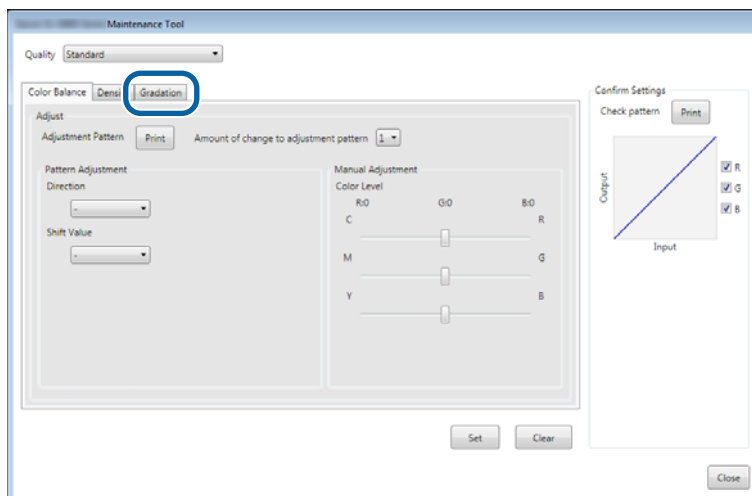 Maintenance Tool
Quality Standard
Color Balance Gradation
Adjust
Adjustment Pattern Print Amount of change to adjustment pattern 1
Pattern Adjustment
Direction
-
Shift Value
-
Manual Adjustment
Color Level
R:0 G:0 B:0
C R
M G
Y B
Set Clear
Confirm Settings
Check pattern Print
Output
Input
R
G
B
Close